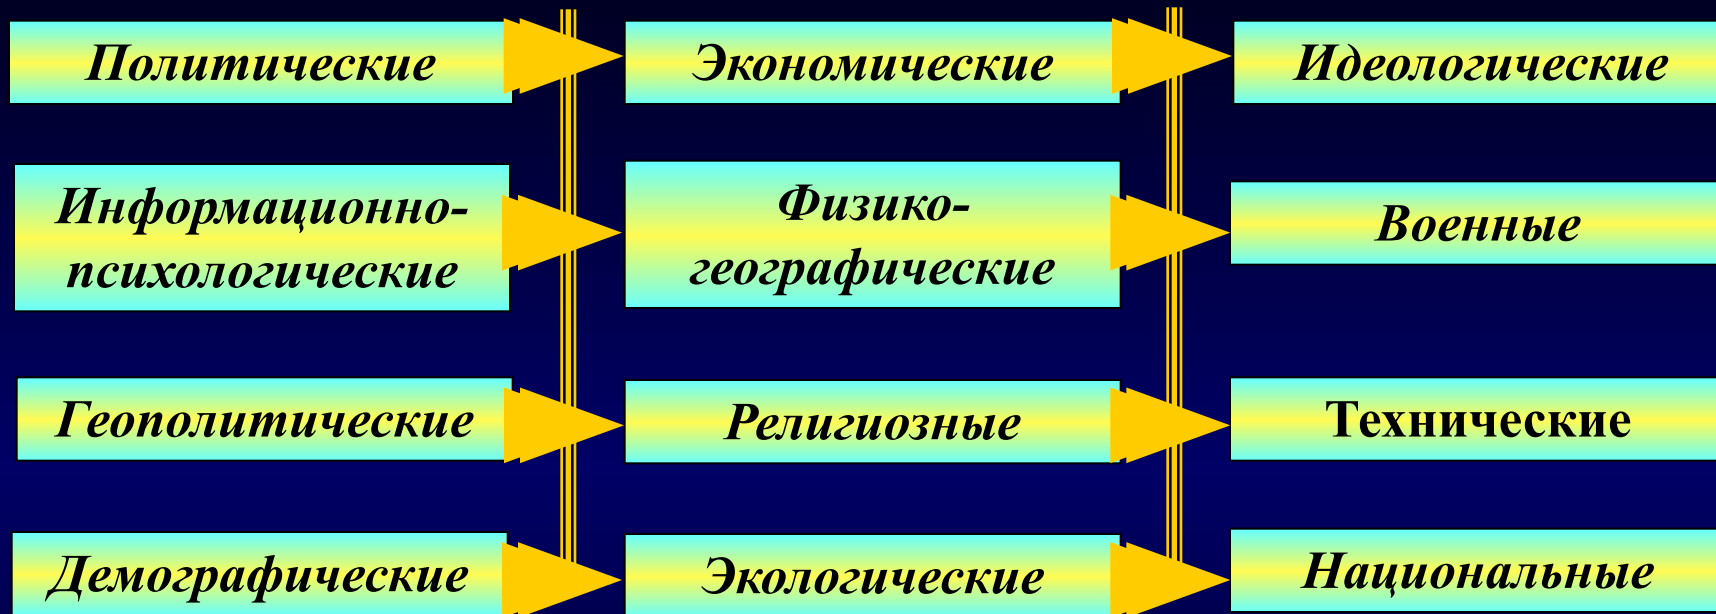 Политические
Экономические
Идеологические
Информационно-
психологические
Физико-
географические
Военные
Геополитические
Религиозные
Технические
Демографические
Экологические
Национальные